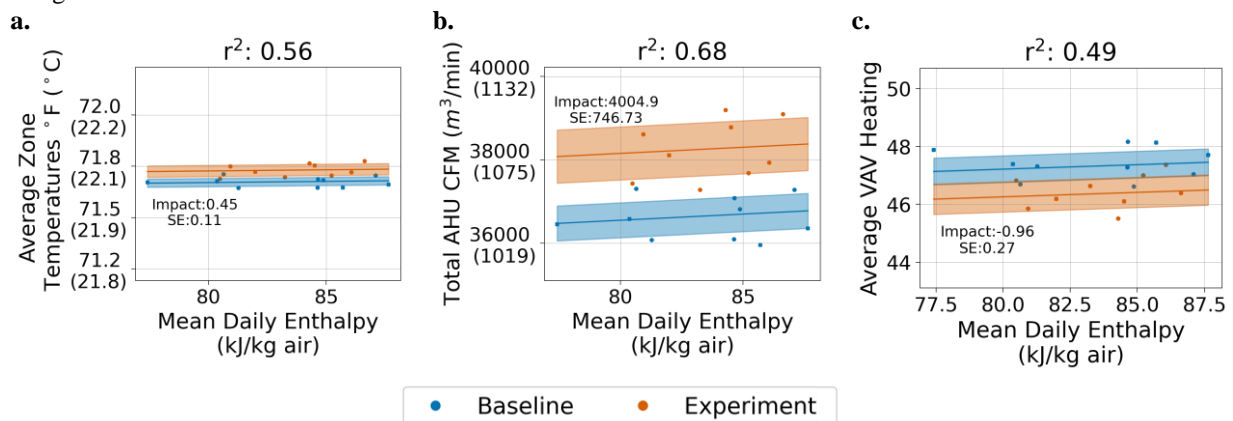 a.
r²: 0.56
Average Zone
Temperatures °F (°C)
72.0
(22.2)
71.8
(22.1)
71.5
(21.9)
71.2
(21.8)
Impact:0.45
SE:0.11
80
85
Mean Daily Enthalpy
(kJ/kg air)
b.
r²: 0.68
Total AHU CFM (m³/min)
40000
(1132)
38000
(1075)
36000
(1019)
Impact:4004.9
SE:746.73
80
85
Mean Daily Enthalpy
(kJ/kg air)
c.
r²: 0.49
Average VAV Heating
50
48
46
44
Impact:-0.96
SE:0.27
77.5
80.0
82.5
85.0
87.5
Mean Daily Enthalpy
(kJ/kg air)
Baseline
Experiment